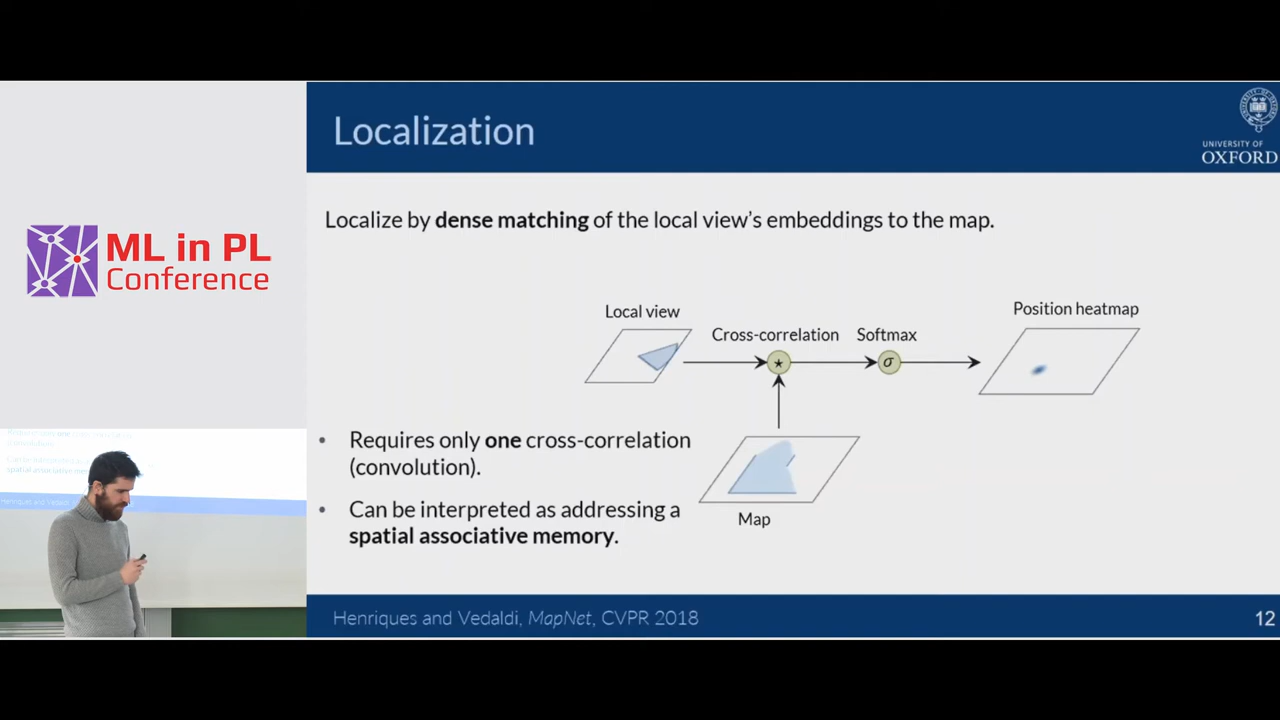 Localization
UNIVERSITY OF
OXFORD
Localize by dense matching of the local view's embeddings to the map.
ML in PL
Conference
Local view
Cross-correlation
Softmax
Position heatmap
σ
• Requires only one cross-correlation
(convolution).
• Can be interpreted as addressing a
spatial associative memory.
Map
Henriques and Vedaldi, MapNet, CVPR 2018
12